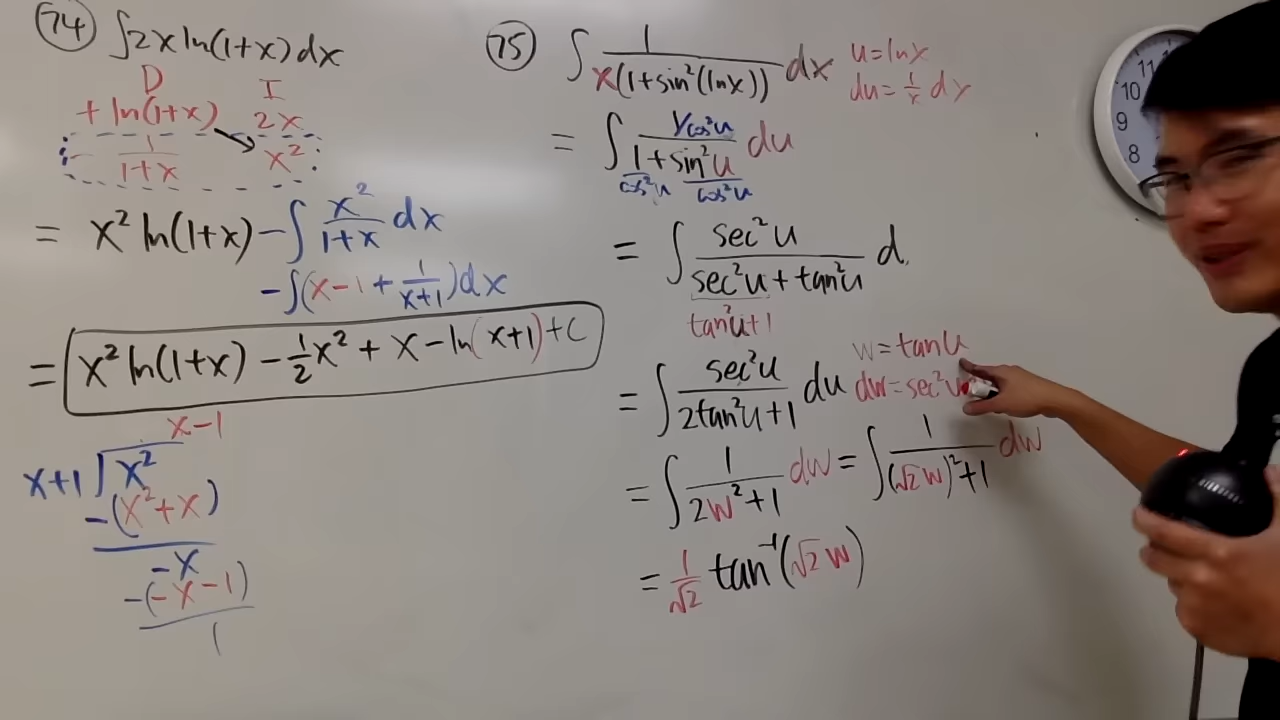 74 ∫2x ln(1+x) dx
D I
+ ln(1+x) 2x
- 1/(1+x) x²
= x² ln(1+x) - ∫ x²/(1+x) dx
-∫(x-1+1/(x+1))dx
= x² ln(1+x) - 1/2 x² + x - ln(x+1) + C
x-1
x+1 ) x²
-(x²+x)
-x
-(-x-1)
1
75 ∫ 1/(x(1+sin²(ln x))) dx
u = ln x
du = 1/x dx
= ∫ (1/cos²u)/(1/cos²u + sin²u/cos²u) du
= ∫ sec²u/(sec²u + tan²u) d
tan²u+1
= ∫ sec²u/(2tan²u+1) du
w = tan u
dw = sec²u
= ∫ 1/(2w²+1) dw = ∫ 1/((√2 w)²+1) dw
= 1/√2 tan⁻¹(√2 w)
11
10
9
8